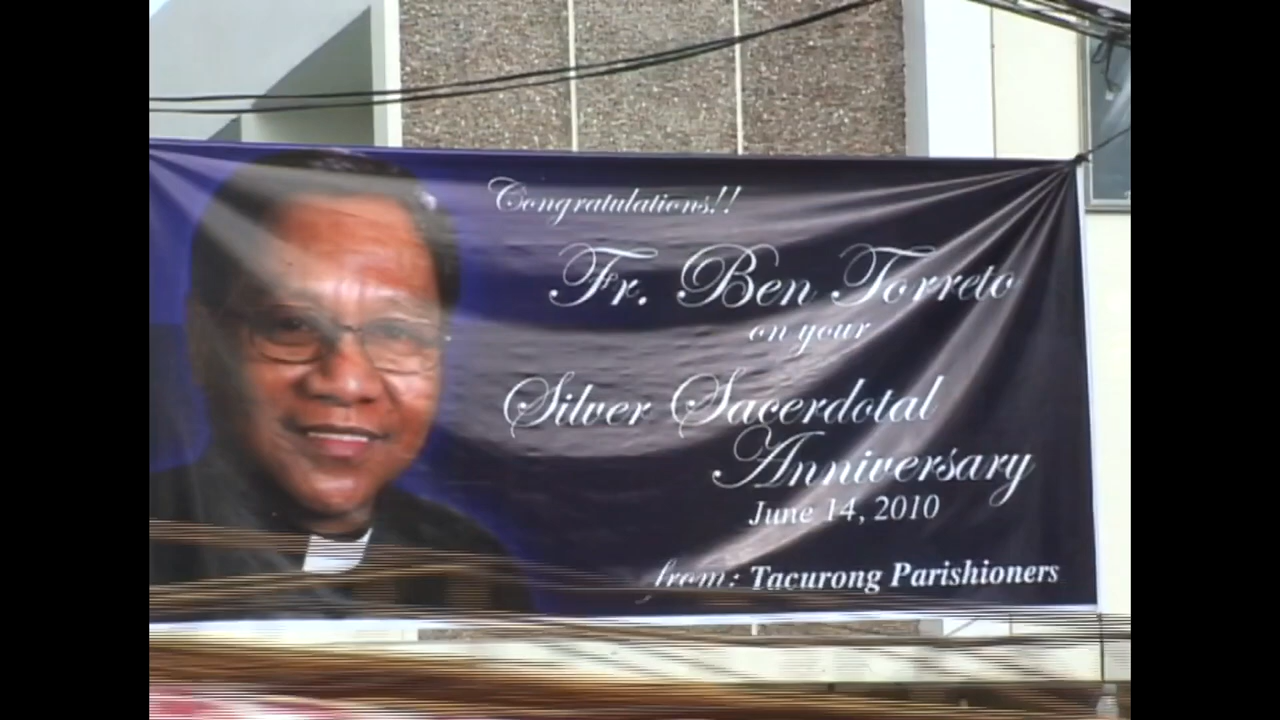 Congratulations!!
Fr. Ben Torreto
on your
Silver Sacerdotal
Anniversary
June 14, 2010
from: Tacurong Parishioners